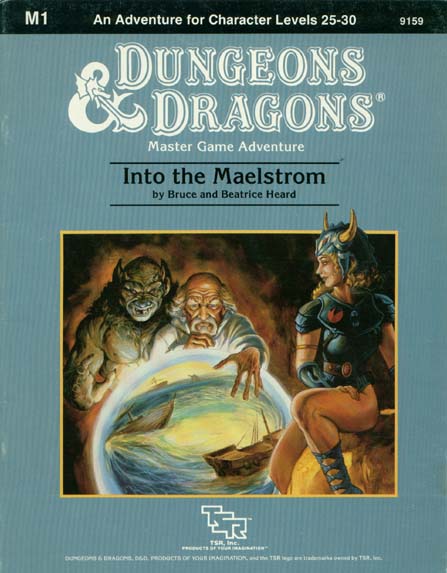 M1 An Adventure for Character Levels 25-30 9159
DUNGEONS
& DRAGONS®
Master Game Adventure
Into the Maelstrom
by Bruce and Beatrice Heard
TSR
TSR, Inc.
PRODUCTS OF YOUR IMAGINATION™
DUNGEONS & DRAGONS, D&D, PRODUCTS OF YOUR IMAGINATION, and the TSR logo are trademarks owned by TSR, Inc.